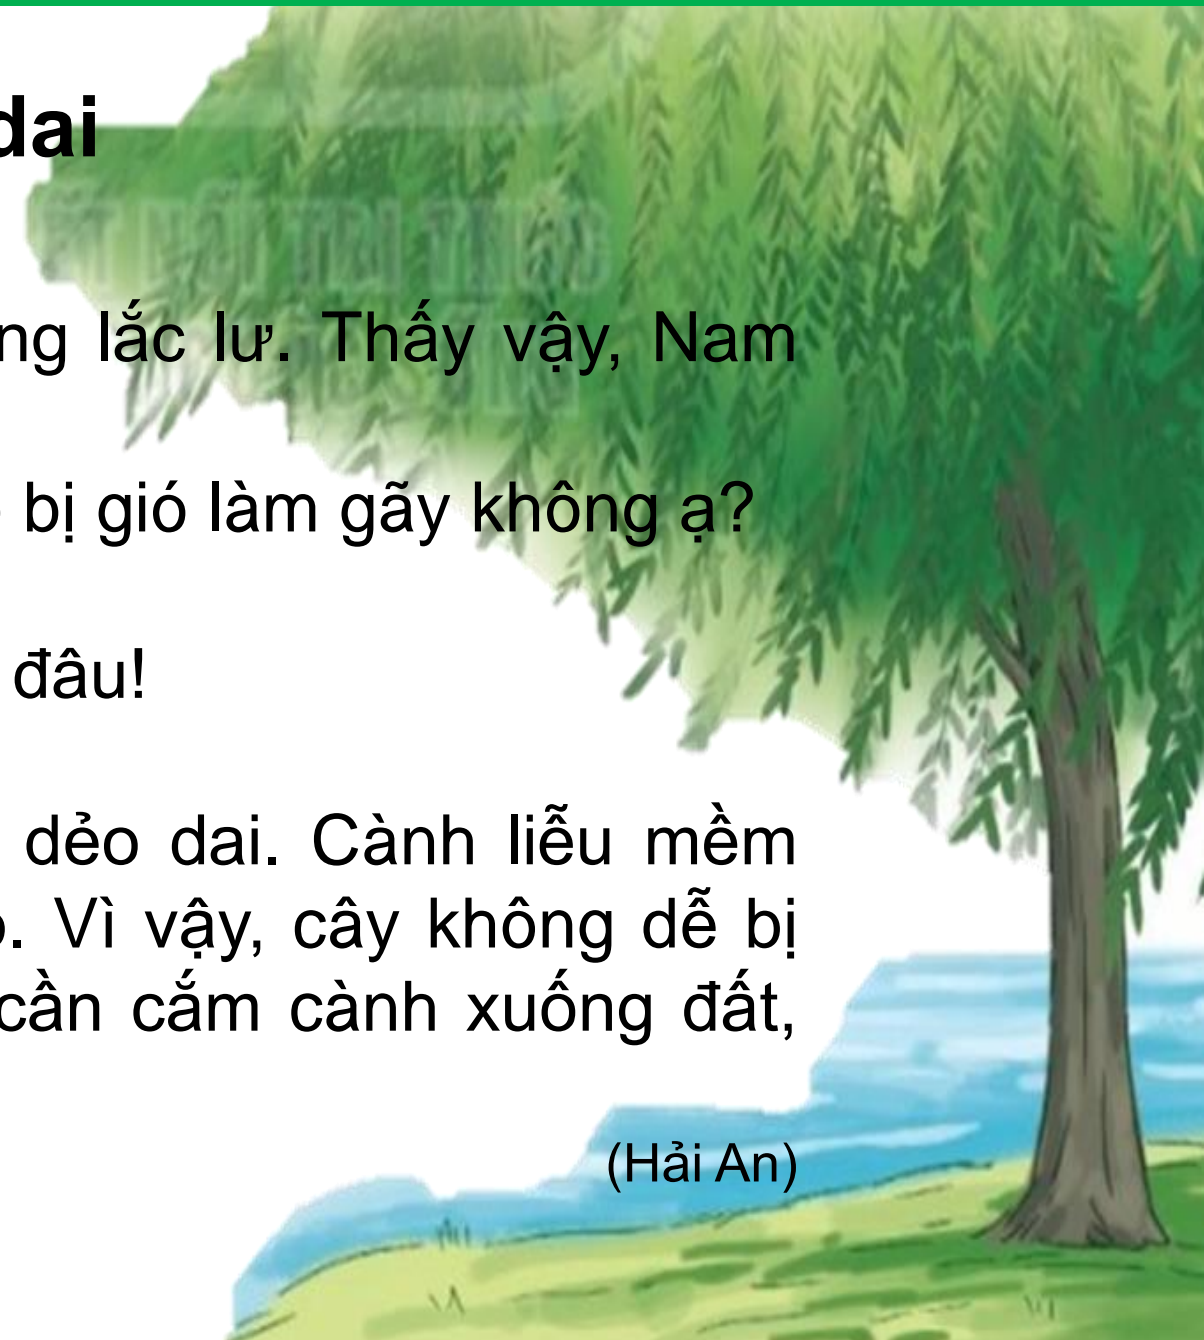 dai
ng lắc lư. Thấy vậy, Nam
bị gió làm gãy không ạ?
đâu!
dẻo dai. Cành liễu mềm
Vì vậy, cây không dễ bị
cần cắm cành xuống đất,
(Hải An)